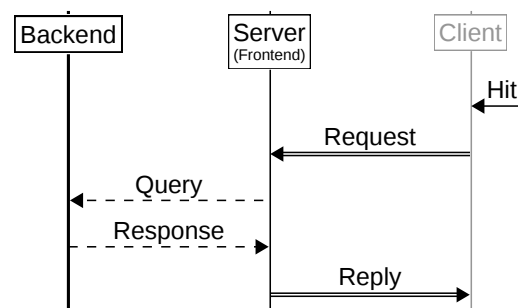 Backend
Server
(Frontend)
Client
Hit
Request
Query
Response
Reply